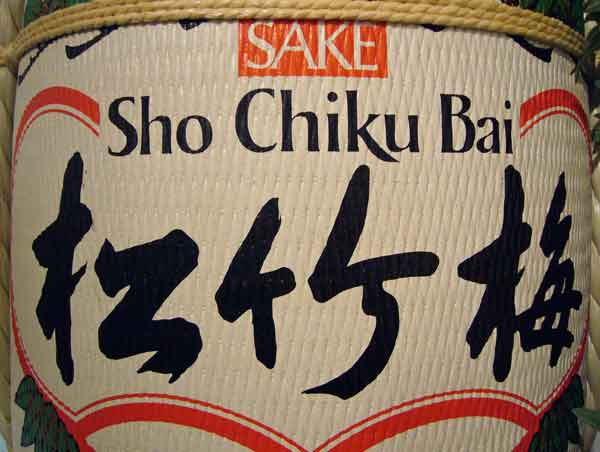 SAKE
Sho Chiku Bai
松竹梅